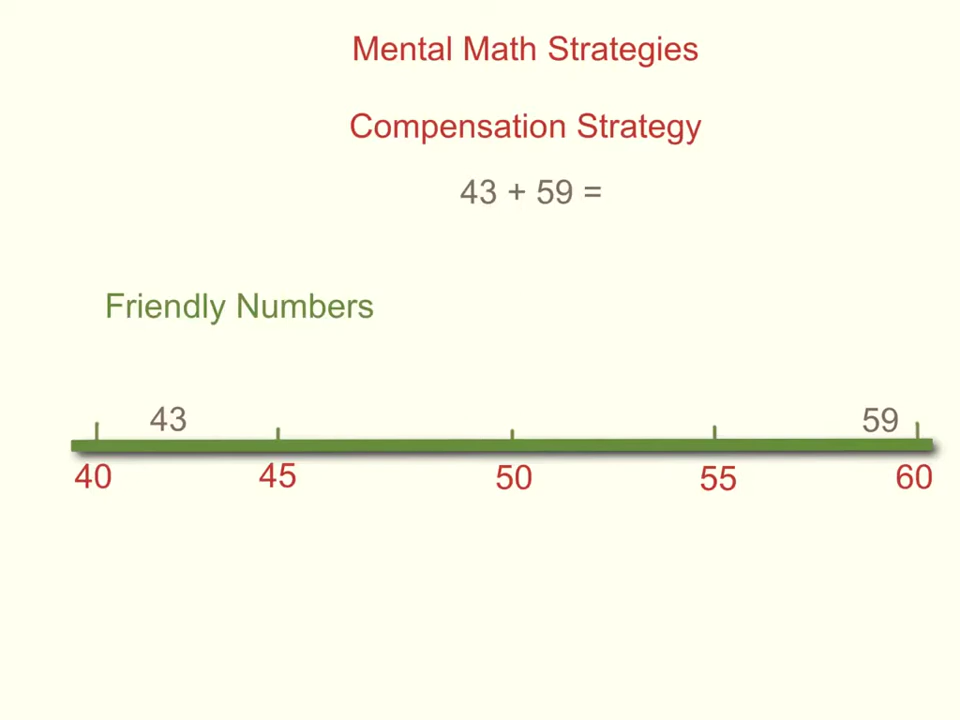 Mental Math Strategies
Compensation Strategy
43 + 59 =
Friendly Numbers
43 59
40 45 50 55 60